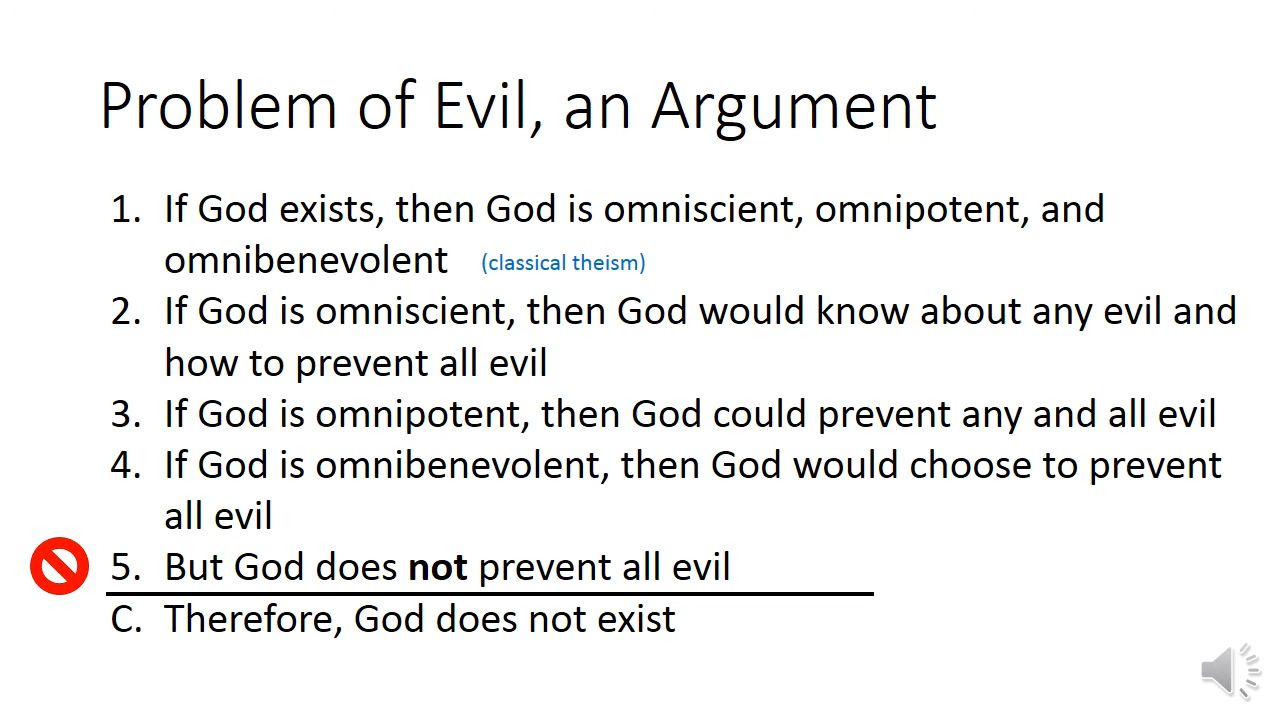 Problem of Evil, an Argument
1. If God exists, then God is omniscient, omnipotent, and
omnibenevolent (classical theism)
2. If God is omniscient, then God would know about any evil and
how to prevent all evil
3. If God is omnipotent, then God could prevent any and all evil
4. If God is omnibenevolent, then God would choose to prevent
all evil
5. But God does not prevent all evil
C. Therefore, God does not exist